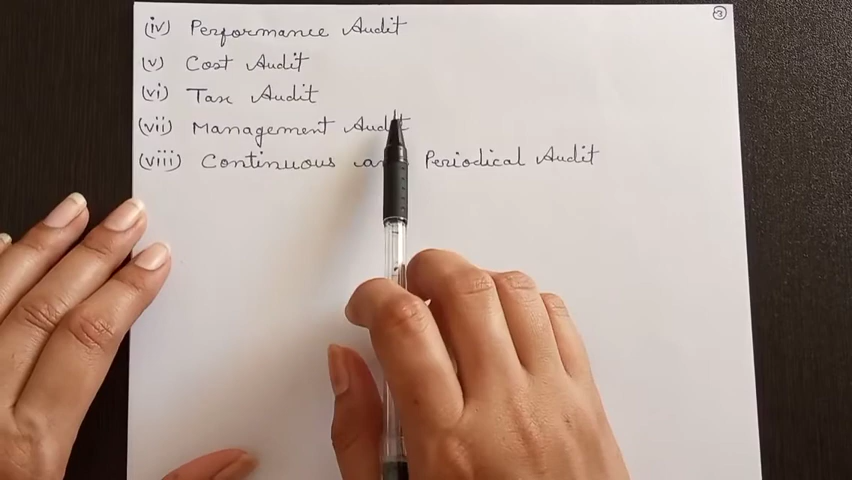 3
(iv) Performance Audit
(v) Cost Audit
(vi) Tax Audit
(vii) Management Audit
(viii) Continuous Periodical Audit